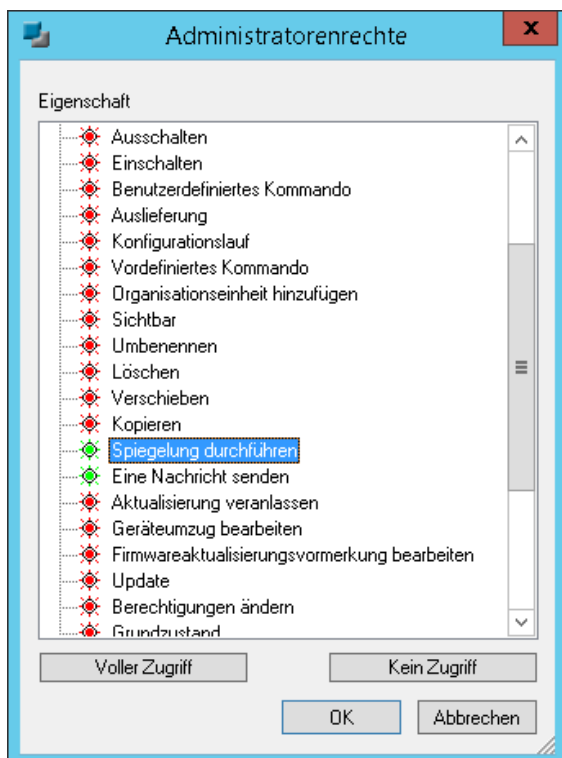 Administratorenrechte
x
Eigenschaft
Ausschalten
Einschalten
Benutzerdefiniertes Kommando
Auslieferung
Konfigurationslauf
Vordefiniertes Kommando
Organisationseinheit hinzufügen
Sichtbar
Umbenennen
Löschen
Verschieben
Kopieren
Spiegelung durchführen
Eine Nachricht senden
Aktualisierung veranlassen
Geräteumzug bearbeiten
Firmwareaktualisierungsvormerkung bearbeiten
Update
Berechtigungen ändern
Grundzustand
Voller Zugriff Kein Zugriff
OK Abbrechen